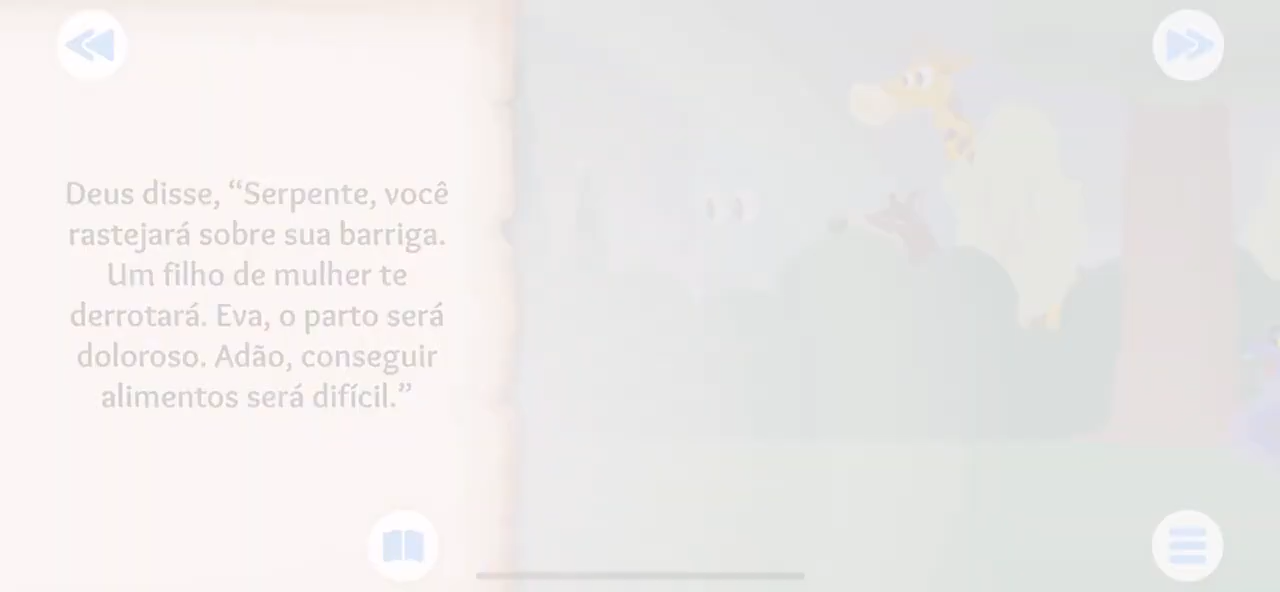 Deus disse, “Serpente, você
rastejará sobre sua barriga.
Um filho de mulher te
derrotará. Eva, o parto será
doloroso. Adão, conseguir
alimentos será difícil.”